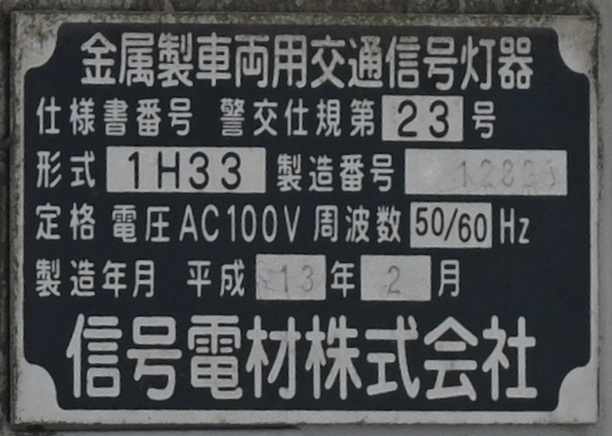 金属製車両用交通信号灯器
仕様書番号 警交仕規第 23 号
形式 1H33 製造番号
定格 電圧 AC100V 周波数 50/60 Hz
製造年月 平成 13 年 2 月
信号電材株式会社